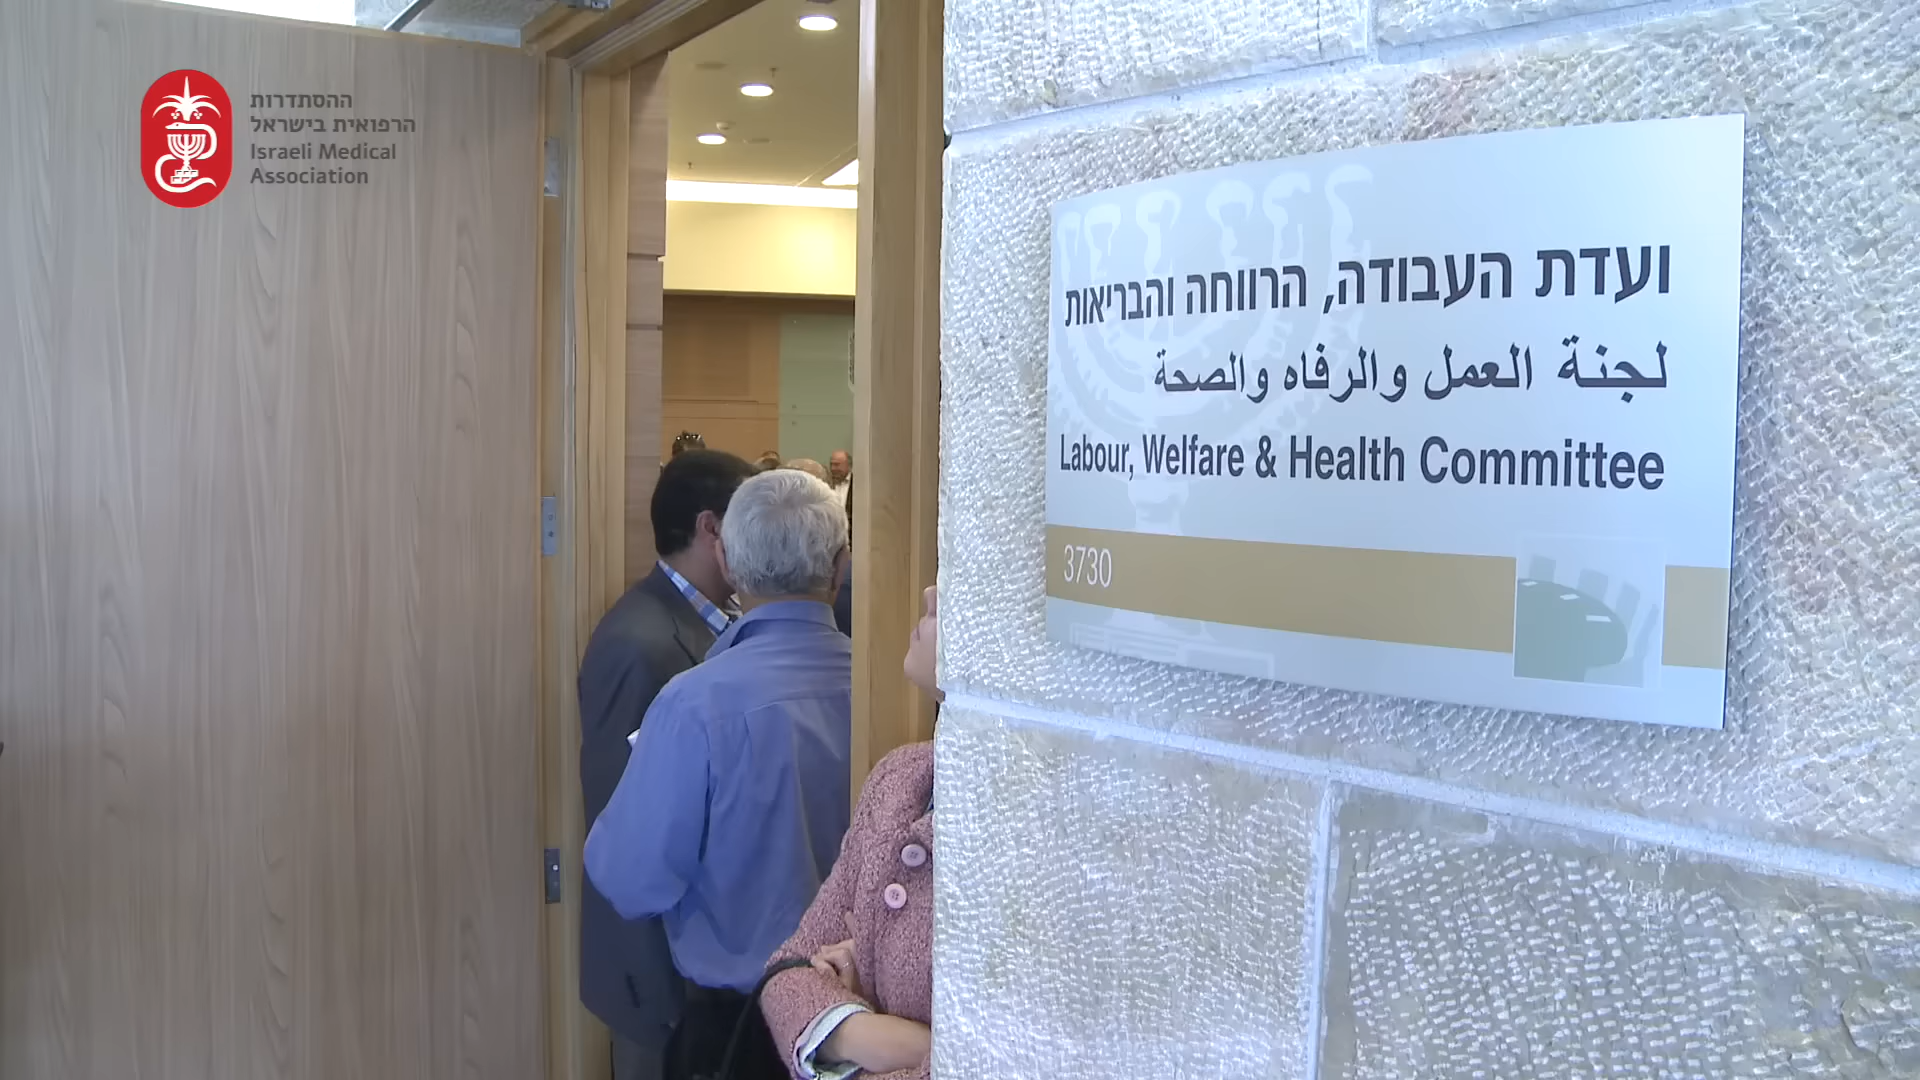 ההסתדרות
הרפואית בישראל
Israeli Medical
Association
ועדת העבודה, הרווחה והבריאות
لجنة العمل والرفاه والصحة
Labour, Welfare & Health Committee
3730